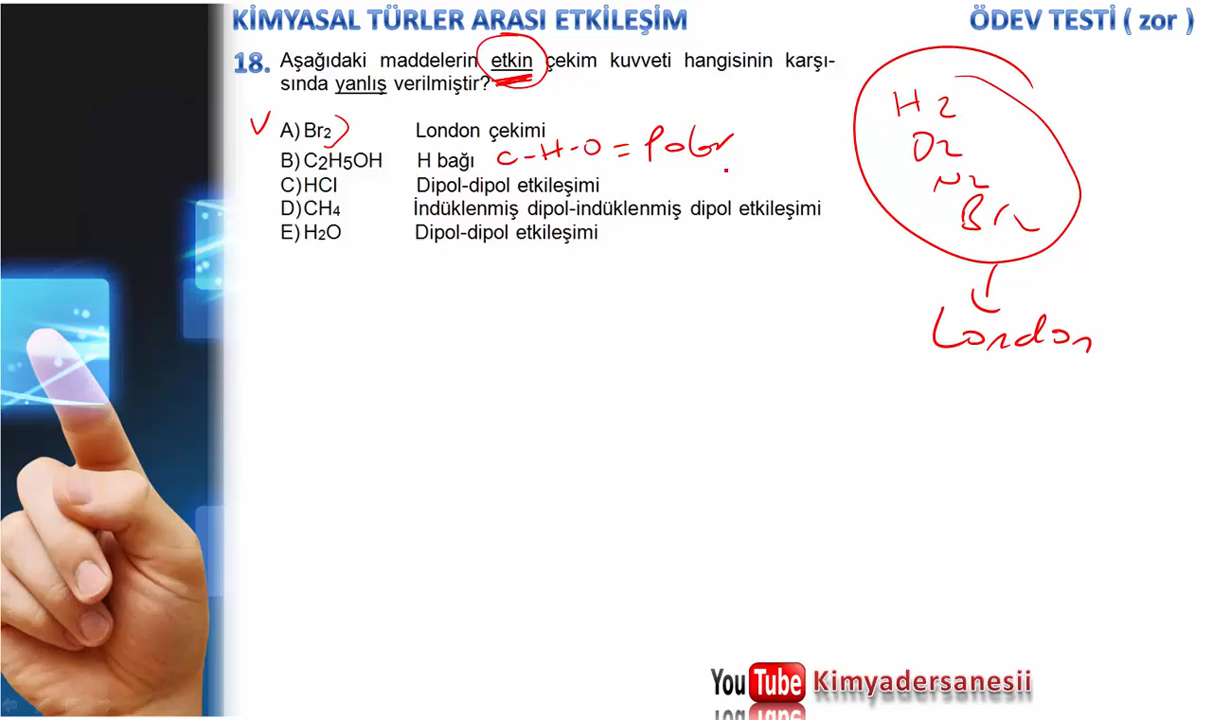 KİMYASAL TÜRLER ARASI ETKİLEŞİM
ÖDEV TESTİ ( zor )
18. Aşağıdaki maddelerin etkin çekim kuvveti hangisinin karşı-
sında yanlış verilmiştir?
A) Br2 London çekimi
B) C2H5OH H bağı C-H-O = Polar
C) HCl Dipol-dipol etkileşimi
D) CH4 İndüklenmiş dipol-indüklenmiş dipol etkileşimi
E) H2O Dipol-dipol etkileşimi
H2
O2
N2
Br2
London
You Tube Kimyadersanesii